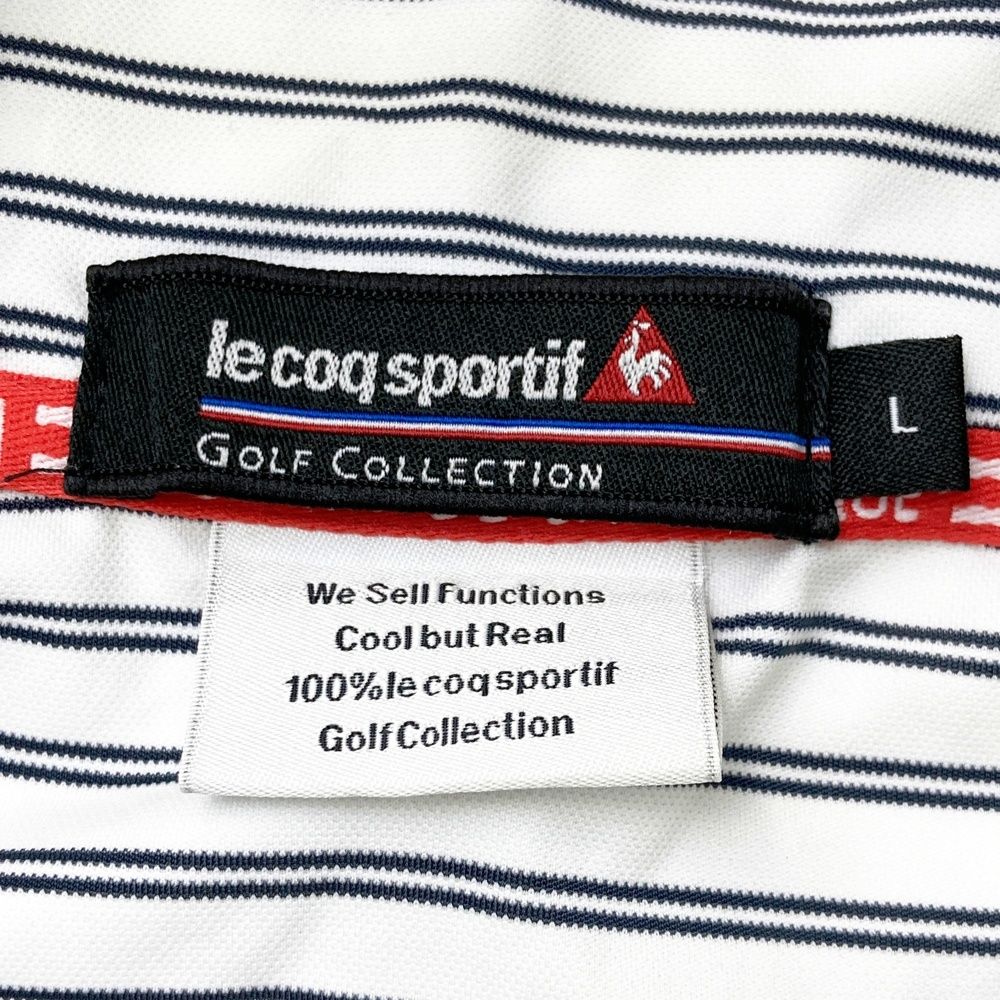 le coq sportif
GOLF COLLECTION
L
We Sell Functions
Cool but Real
100% le coq sportif
Golf Collection